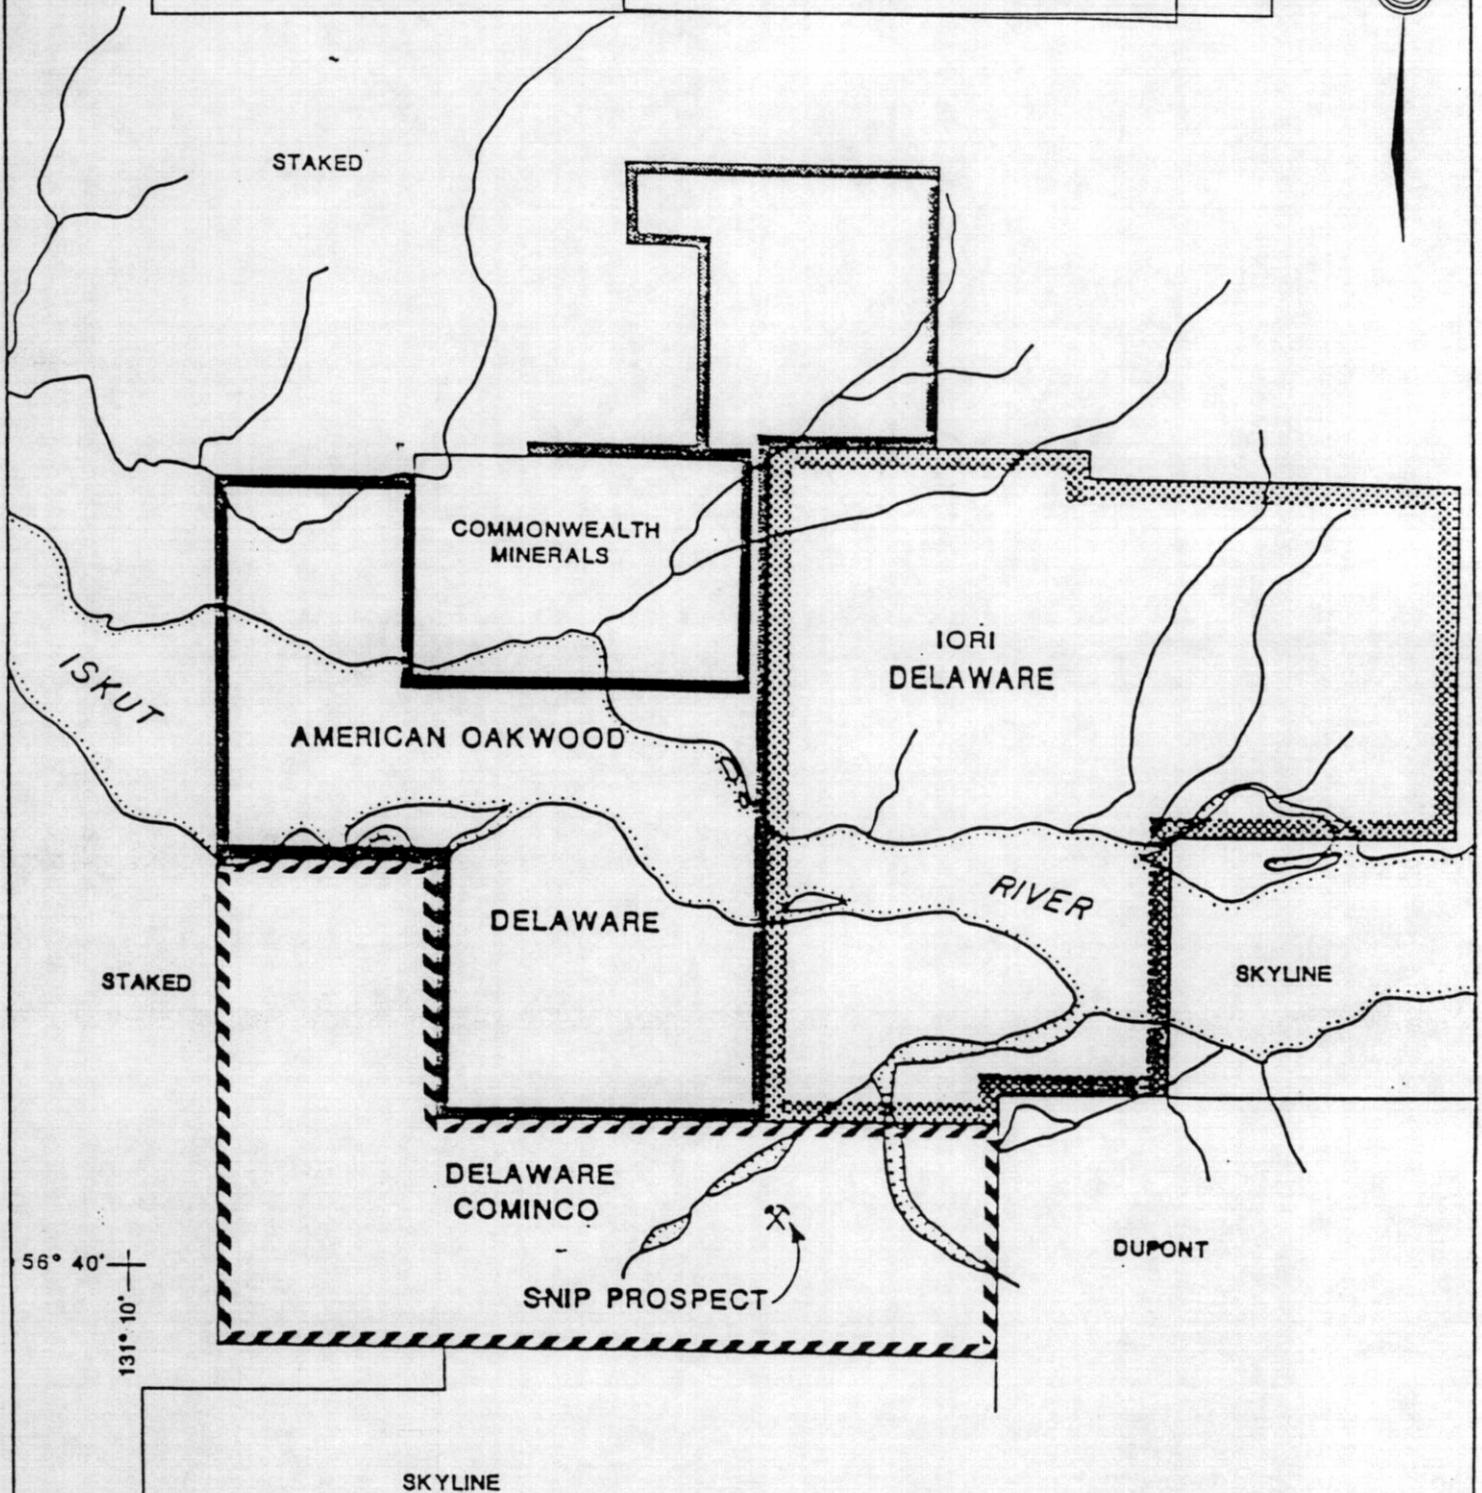 STAKED
COMMONWEALTH
MINERALS
IORI
DELAWARE
ISKUT
AMERICAN OAKWOOD
RIVER
DELAWARE
SKYLINE
STAKED
DELAWARE
COMINCO
DUPONT
56° 40'
SNIP PROSPECT
131° 10'
SKYLINE